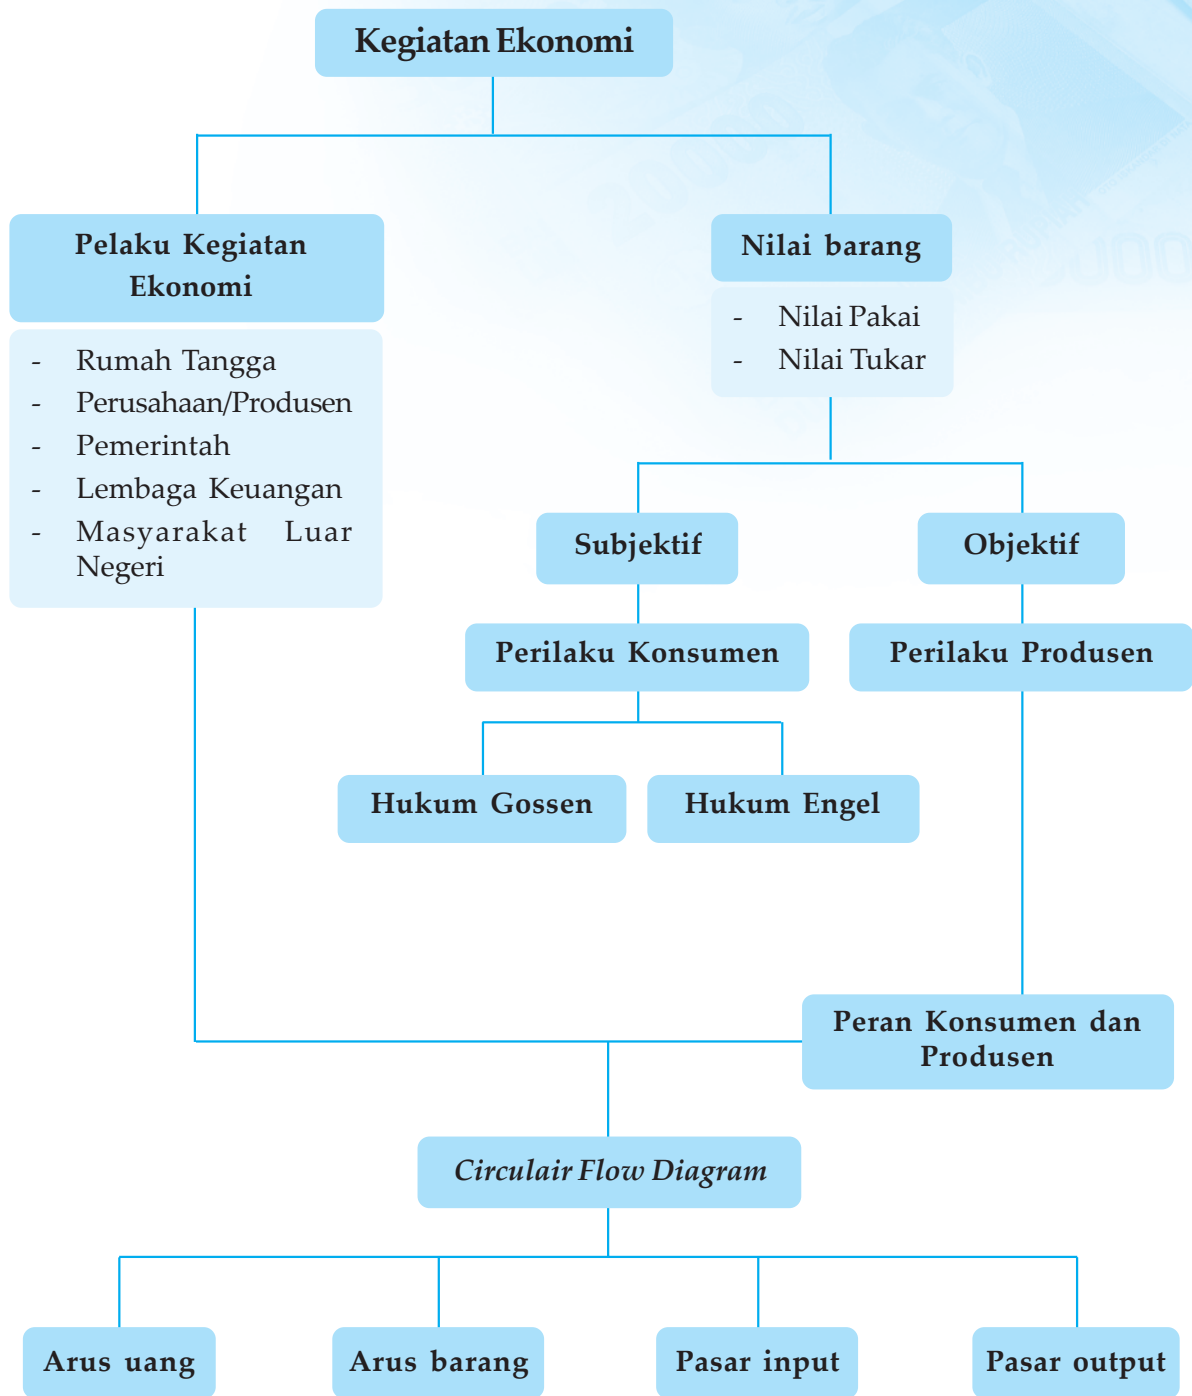 Kegiatan Ekonomi
Pelaku Kegiatan
Ekonomi
- Rumah Tangga
- Perusahaan/Produsen
- Pemerintah
- Lembaga Keuangan
- Masyarakat Luar
Negeri
Nilai barang
- Nilai Pakai
- Nilai Tukar
Subjektif
Objektif
Perilaku Konsumen
Perilaku Produsen
Hukum Gossen
Hukum Engel
Peran Konsumen dan
Produsen
Circulair Flow Diagram
Arus uang
Arus barang
Pasar input
Pasar output